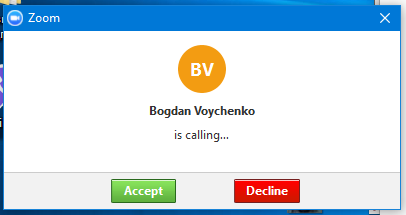 Zoom
BV
Bogdan Voychenko
is calling...
Accept
Decline